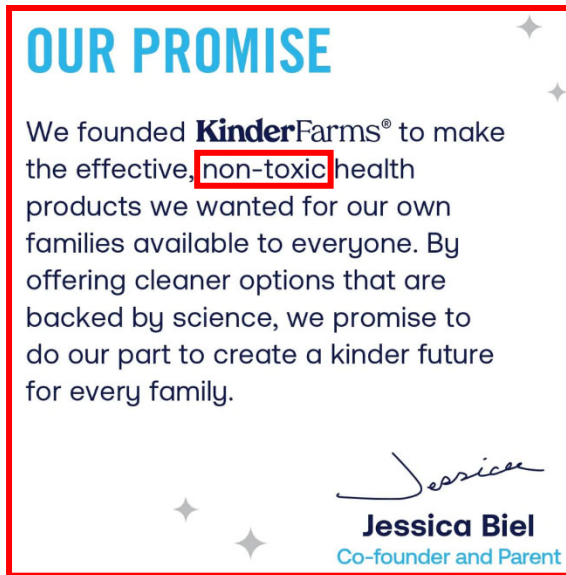 OUR PROMISE
We founded KinderFarms® to make
the effective, non-toxic health
products we wanted for our own
families available to everyone. By
offering cleaner options that are
backed by science, we promise to
do our part to create a kinder future
for every family.
Jessica
Jessica Biel
Co-founder and Parent